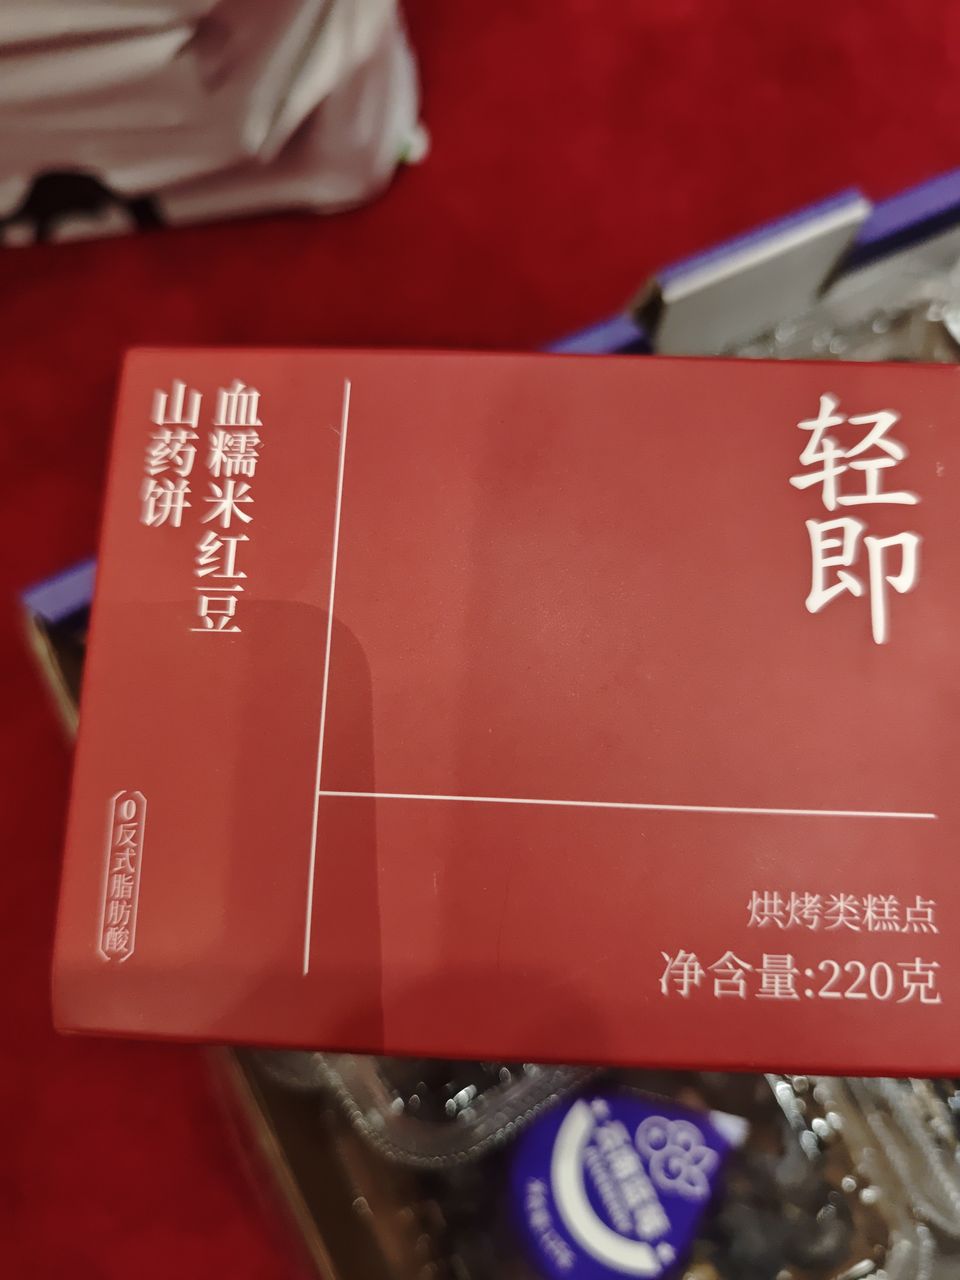 轻即
血糯米红豆
山药饼
0反式脂肪酸
烘烤类糕点
净含量:220克